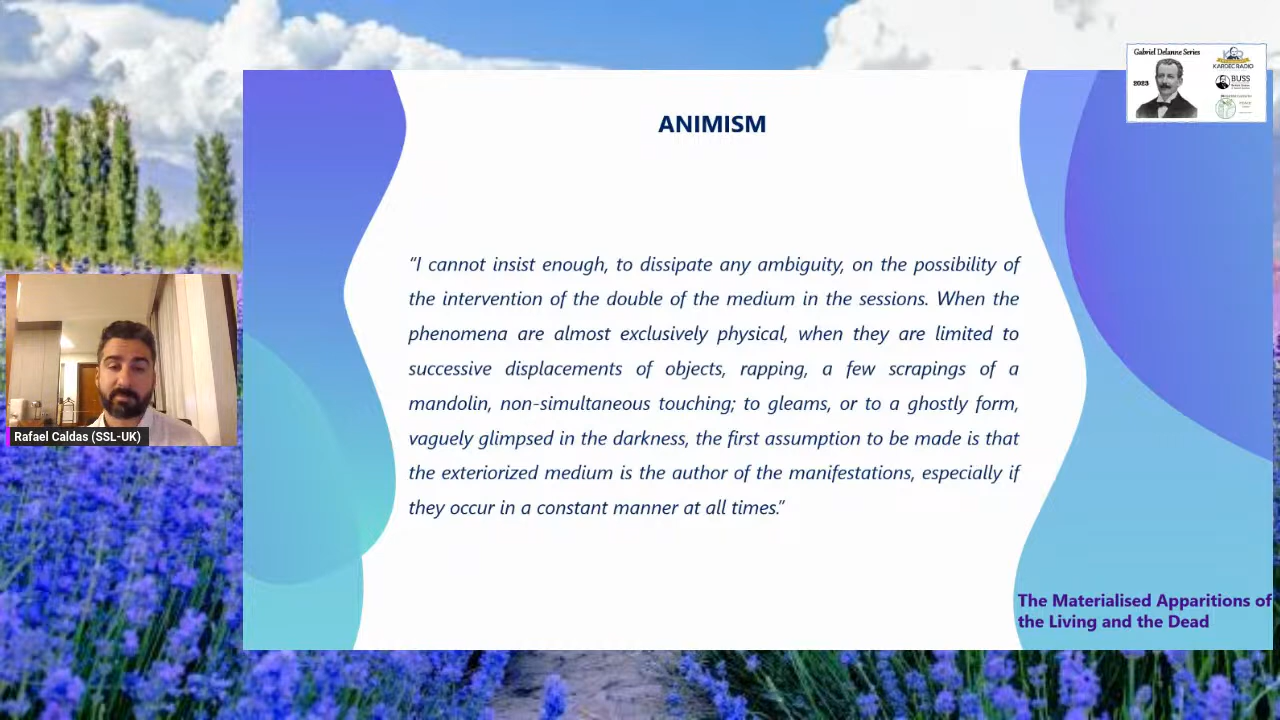 Gabriel Delanne Series
2023
KARDEC RADIO
BUSS
ANIMISM
“I cannot insist enough, to dissipate any ambiguity, on the possibility of
the intervention of the double of the medium in the sessions. When the
phenomena are almost exclusively physical, when they are limited to
successive displacements of objects, rapping, a few scrapings of a
mandolin, non-simultaneous touching; to gleams, or to a ghostly form,
vaguely glimpsed in the darkness, the first assumption to be made is that
the exteriorized medium is the author of the manifestations, especially if
they occur in a constant manner at all times.”
Rafael Caldas (SSL-UK)
The Materialised Apparitions of
the Living and the Dead